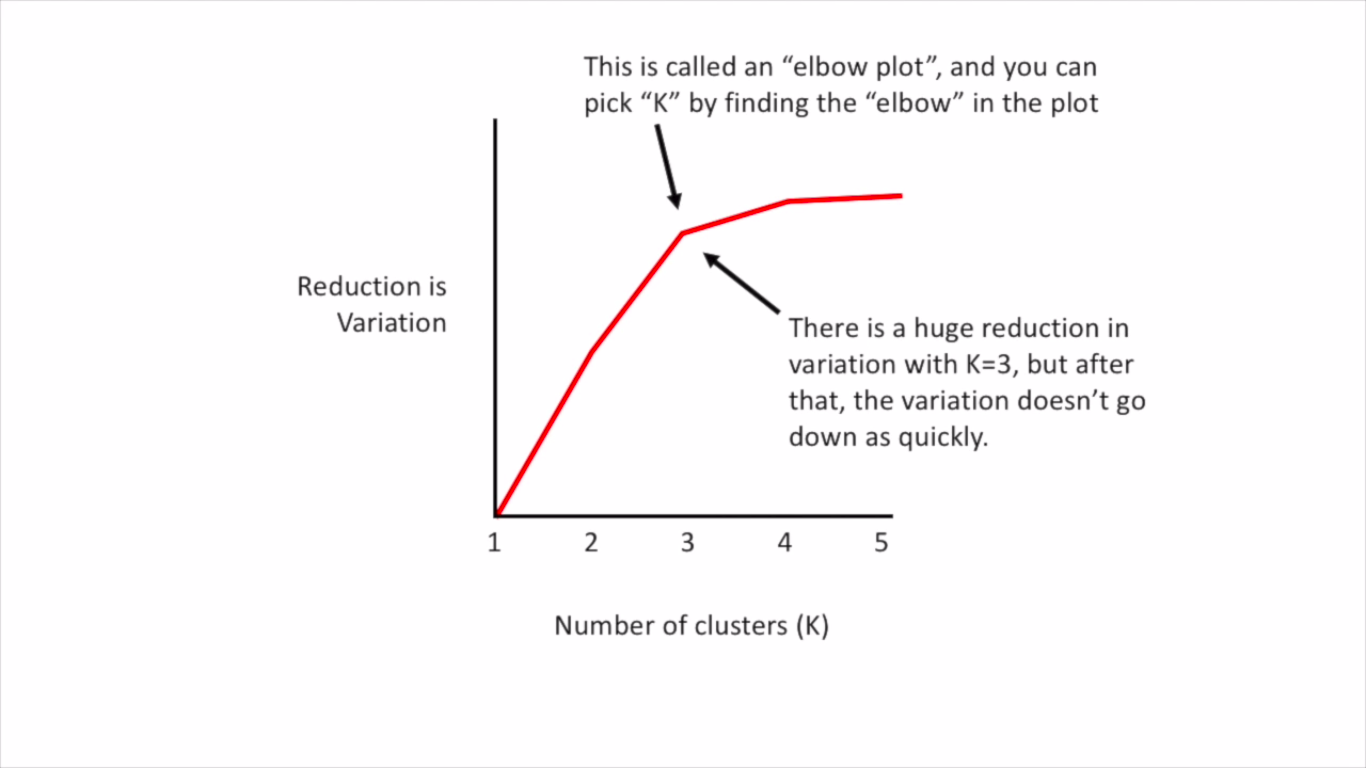 This is called an “elbow plot”, and you can
pick “K” by finding the “elbow” in the plot
Reduction is
Variation
There is a huge reduction in
variation with K=3, but after
that, the variation doesn’t go
down as quickly.
1 2 3 4 5
Number of clusters (K)